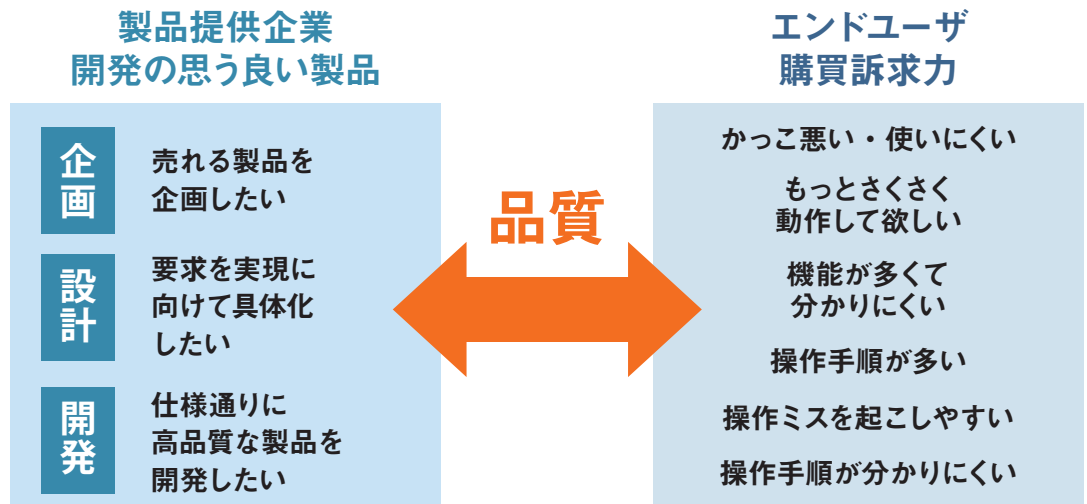 製品提供企業
開発の思う良い製品
企画
売れる製品を
企画したい
設計
要求を実現に
向けて具体化
したい
開発
仕様通りに
高品質な製品を
開発したい
品質
エンドユーザ
購買訴求力
かっこ悪い・使いにくい
もっとさくさく
動作して欲しい
機能が多くて
分かりにくい
操作手順が多い
操作ミスを起こしやすい
操作手順が分かりにくい